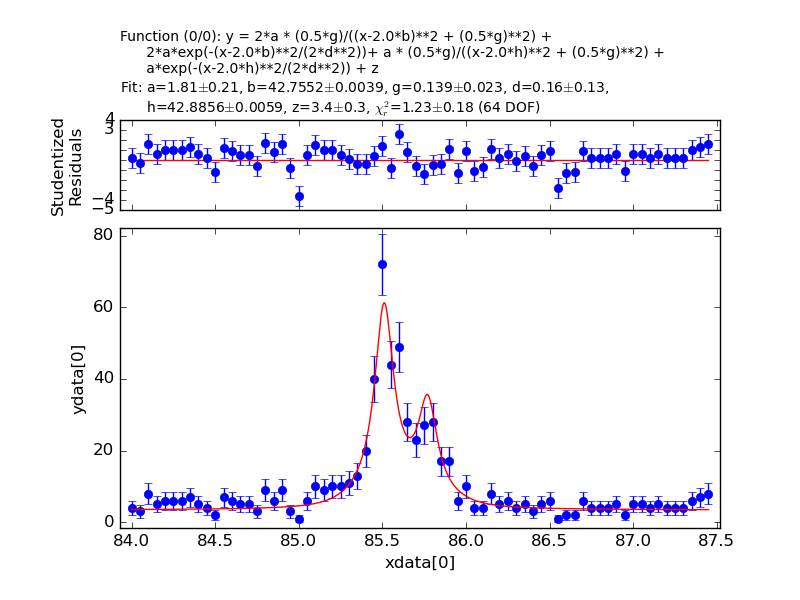 Function (0/0): y = 2*a * (0.5*g)/((x-2.0*b)**2 + (0.5*g)**2) +
2*a*exp(-(x-2.0*b)**2/(2*d**2))+ a * (0.5*g)/((x-2.0*h)**2 + (0.5*g)**2) +
a*exp(-(x-2.0*h)**2/(2*d**2)) + z
Fit: a=1.81±0.21, b=42.7552±0.0039, g=0.139±0.023, d=0.16±0.13,
h=42.8856±0.0059, z=3.4±0.3, χ²ᵣ=1.23±0.18 (64 DOF)
Studentized
Residuals
4
3
−4
−5
ydata[0]
80
60
40
20
0
84.0 84.5 85.0 85.5 86.0 86.5 87.0 87.5
xdata[0]